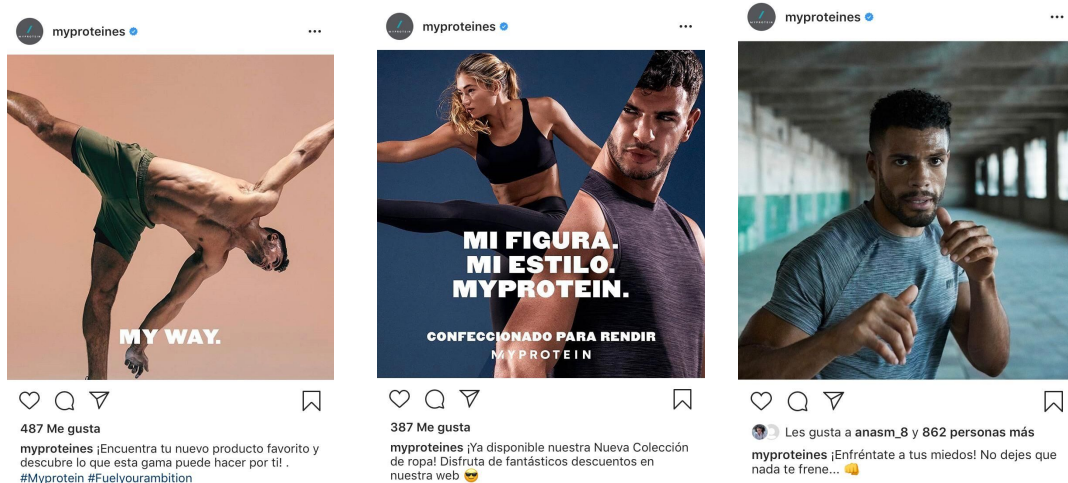 myproteines
MY WAY.
487 Me gusta
myproteines ¡Encuentra tu nuevo producto favorito y
descubre lo que esta gama puede hacer por ti! .
#Myprotein #Fuelyourambition
myproteines
MI FIGURA.
MI ESTILO.
MYPROTEIN.
CONFECCIONADO PARA RENDIR
MYPROTEIN
387 Me gusta
myproteines ¡Ya disponible nuestra Nueva Colección
de ropa! Disfruta de fantásticos descuentos en
nuestra web 😎
myproteines
Les gusta a anasm_8 y 862 personas más
myproteines ¡Enfréntate a tus miedos! No dejes que
nada te frene... 👊